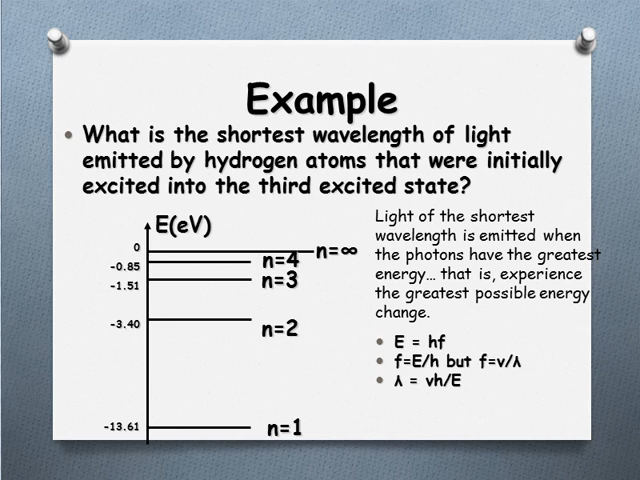 Example
• What is the shortest wavelength of light
emitted by hydrogen atoms that were initially
excited into the third excited state?
E(eV)
0
n=∞
-0.85
n=4
-1.51
n=3
-3.40
n=2
-13.61
n=1
Light of the shortest
wavelength is emitted when
the photons have the greatest
energy… that is, experience
the greatest possible energy
change.
• E = hf
• f=E/h but f=v/λ
• λ = vh/E